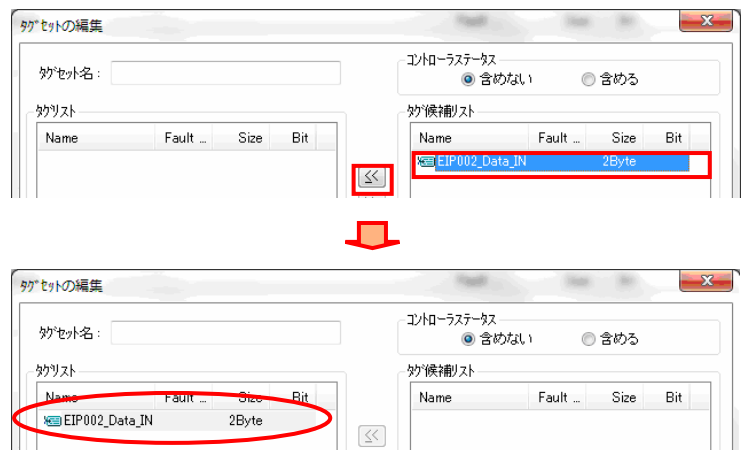 タグセットの編集
X
タグセット名:
コントローラステータス
含めない 含める
タグリスト
Name Fault ... Size Bit
<<
タグ候補リスト
Name Fault ... Size Bit
EIP002_Data_IN 2Byte
タグセットの編集
X
タグセット名:
コントローラステータス
含めない 含める
タグリスト
Name Fault ... Size Bit
EIP002_Data_IN 2Byte
<<
タグ候補リスト
Name Fault ... Size Bit